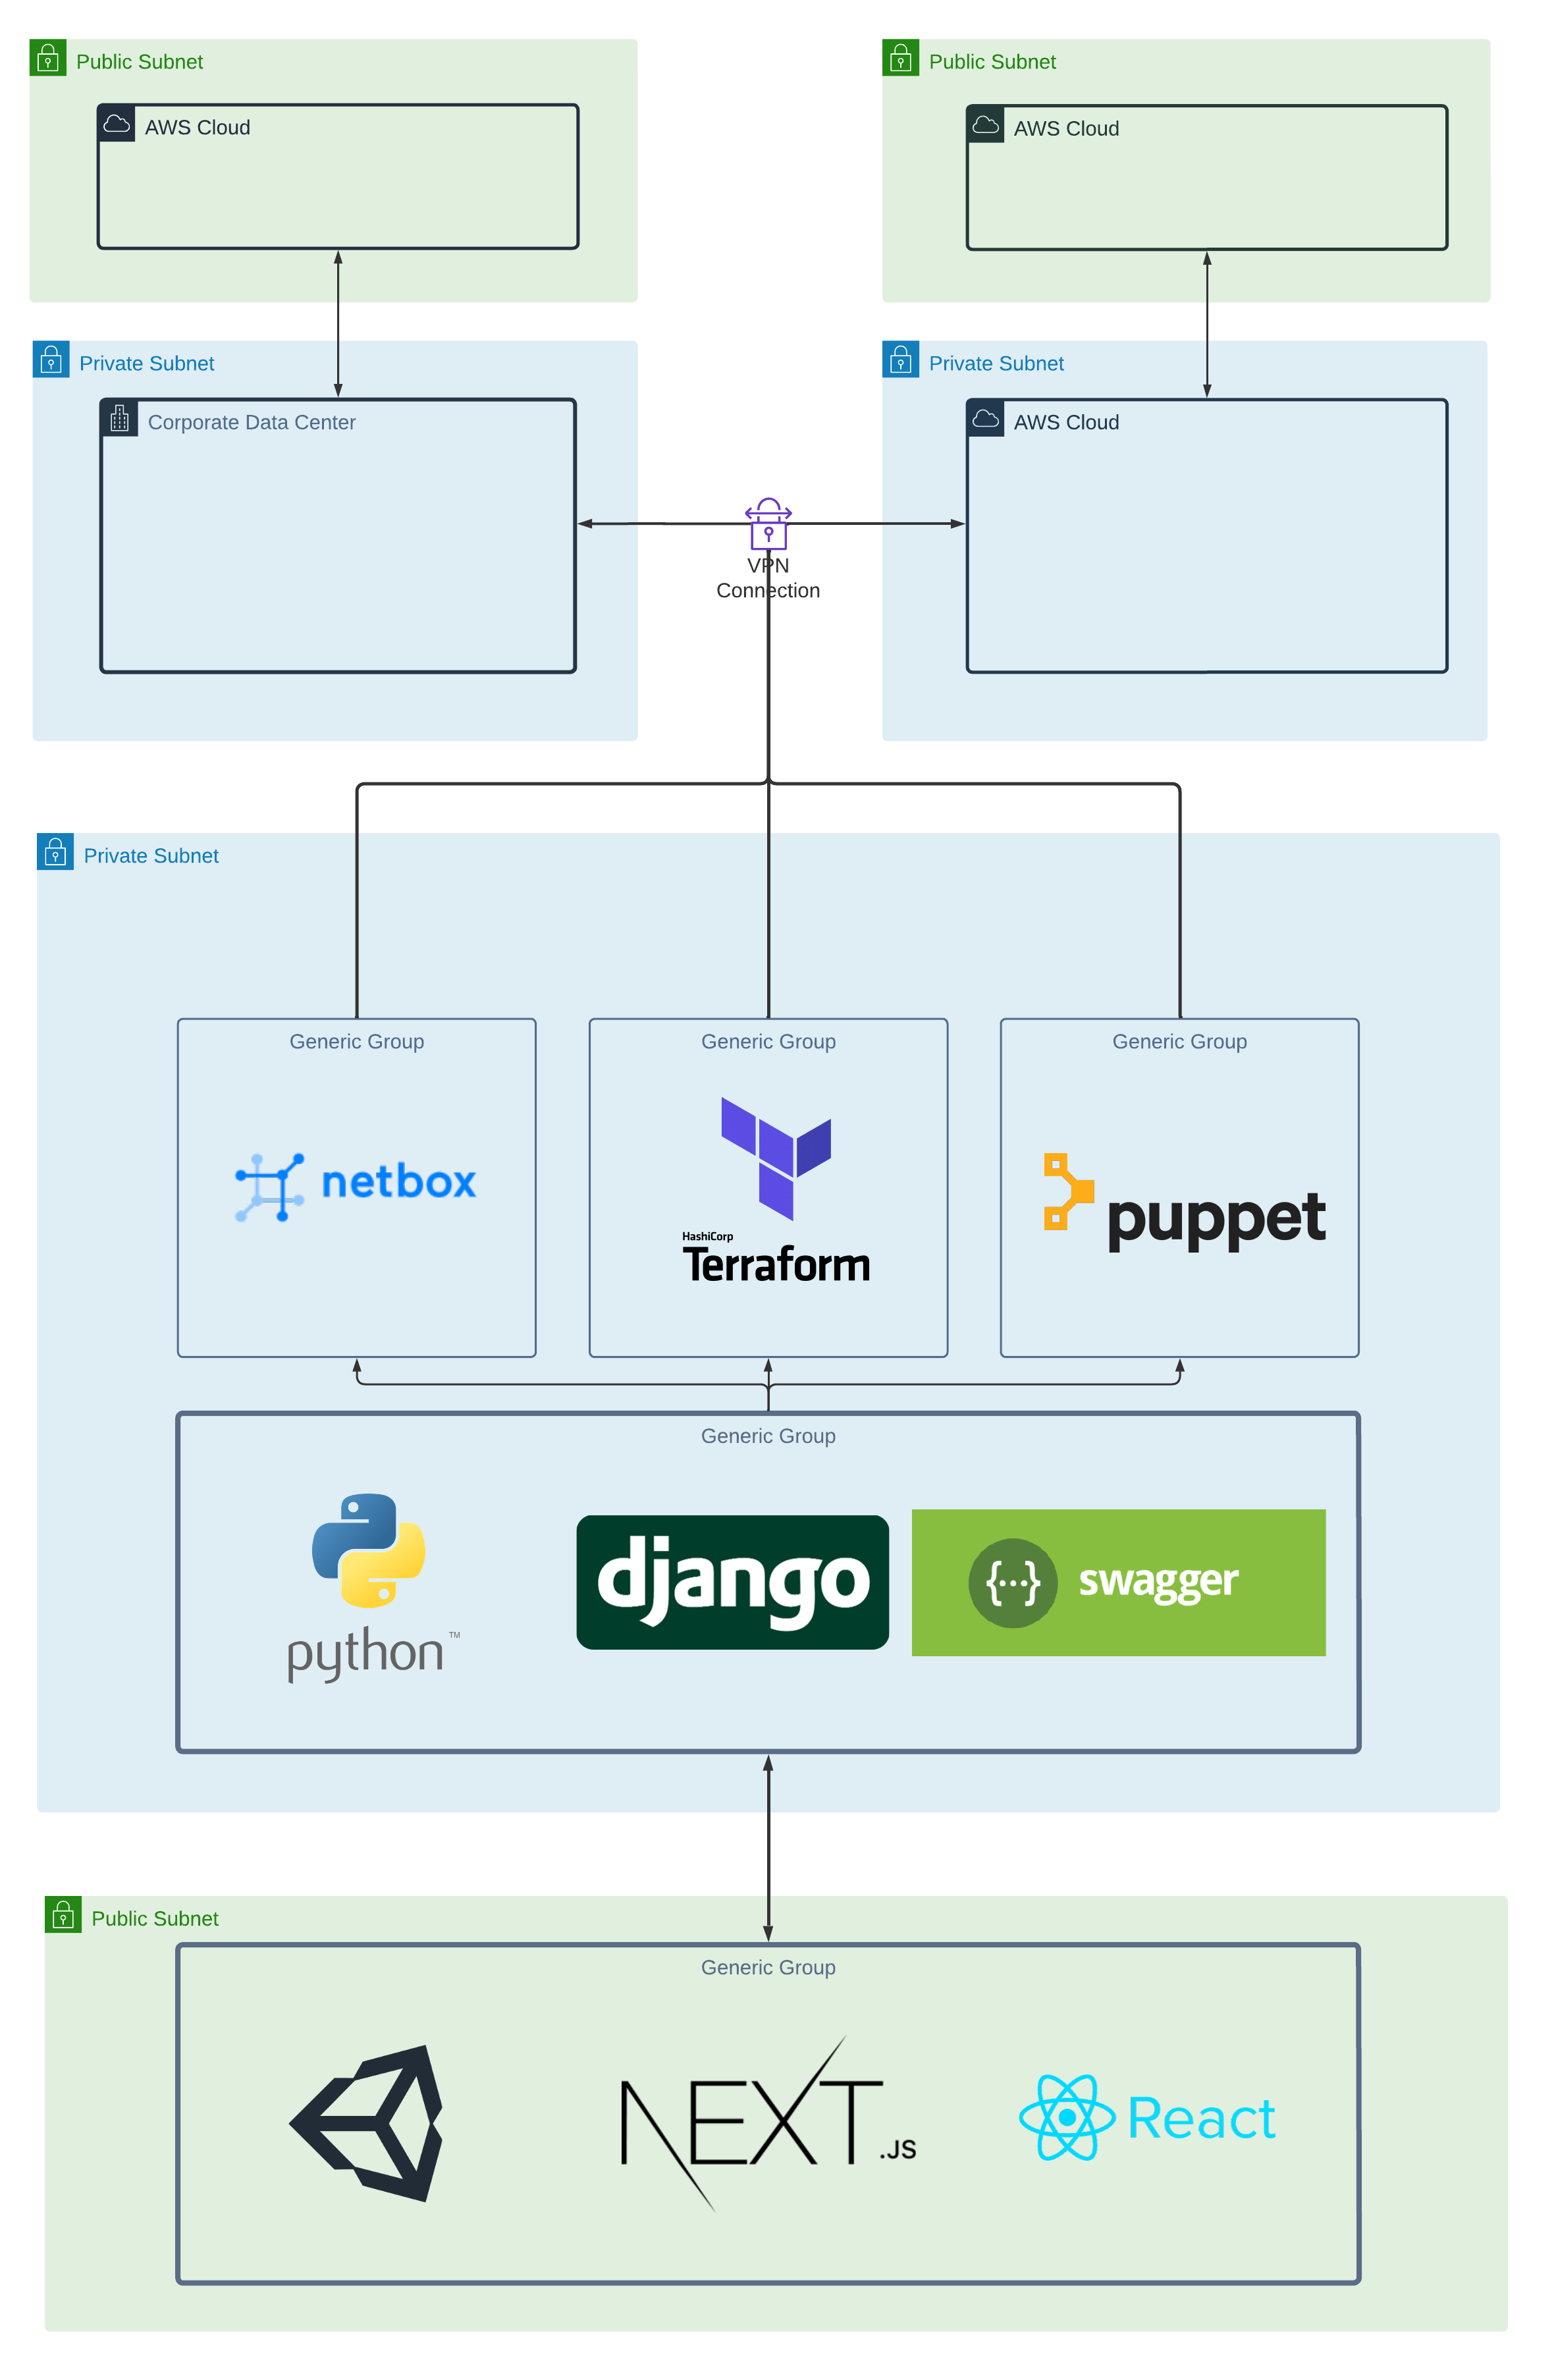 Public Subnet
Public Subnet
AWS Cloud
AWS Cloud
Private Subnet
Private Subnet
Corporate Data Center
AWS Cloud
VPN
Connection
Private Subnet
Generic Group
Generic Group
Generic Group
netbox
HashiCorp
Terraform
puppet
Generic Group
python™
django
{···} swagger
Public Subnet
Generic Group
NEXT.JS
React